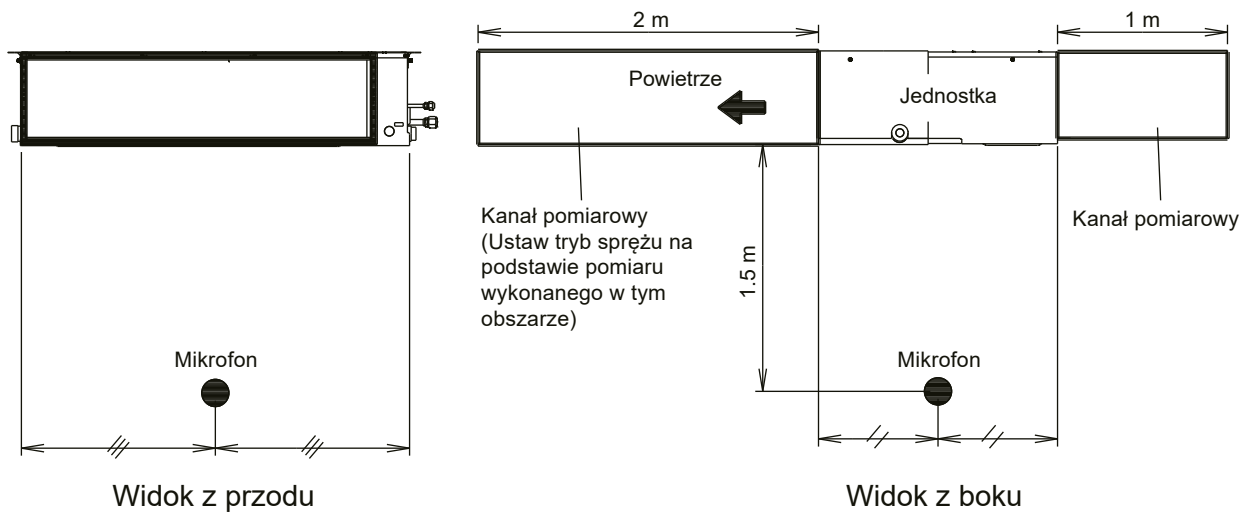 2 m
1 m
Powietrze
Jednostka
Kanał pomiarowy
(Ustaw tryb sprężu na
podstawie pomiaru
wykonanego w tym
obszarze)
Kanał pomiarowy
1.5 m
Mikrofon
Mikrofon
Widok z przodu
Widok z boku